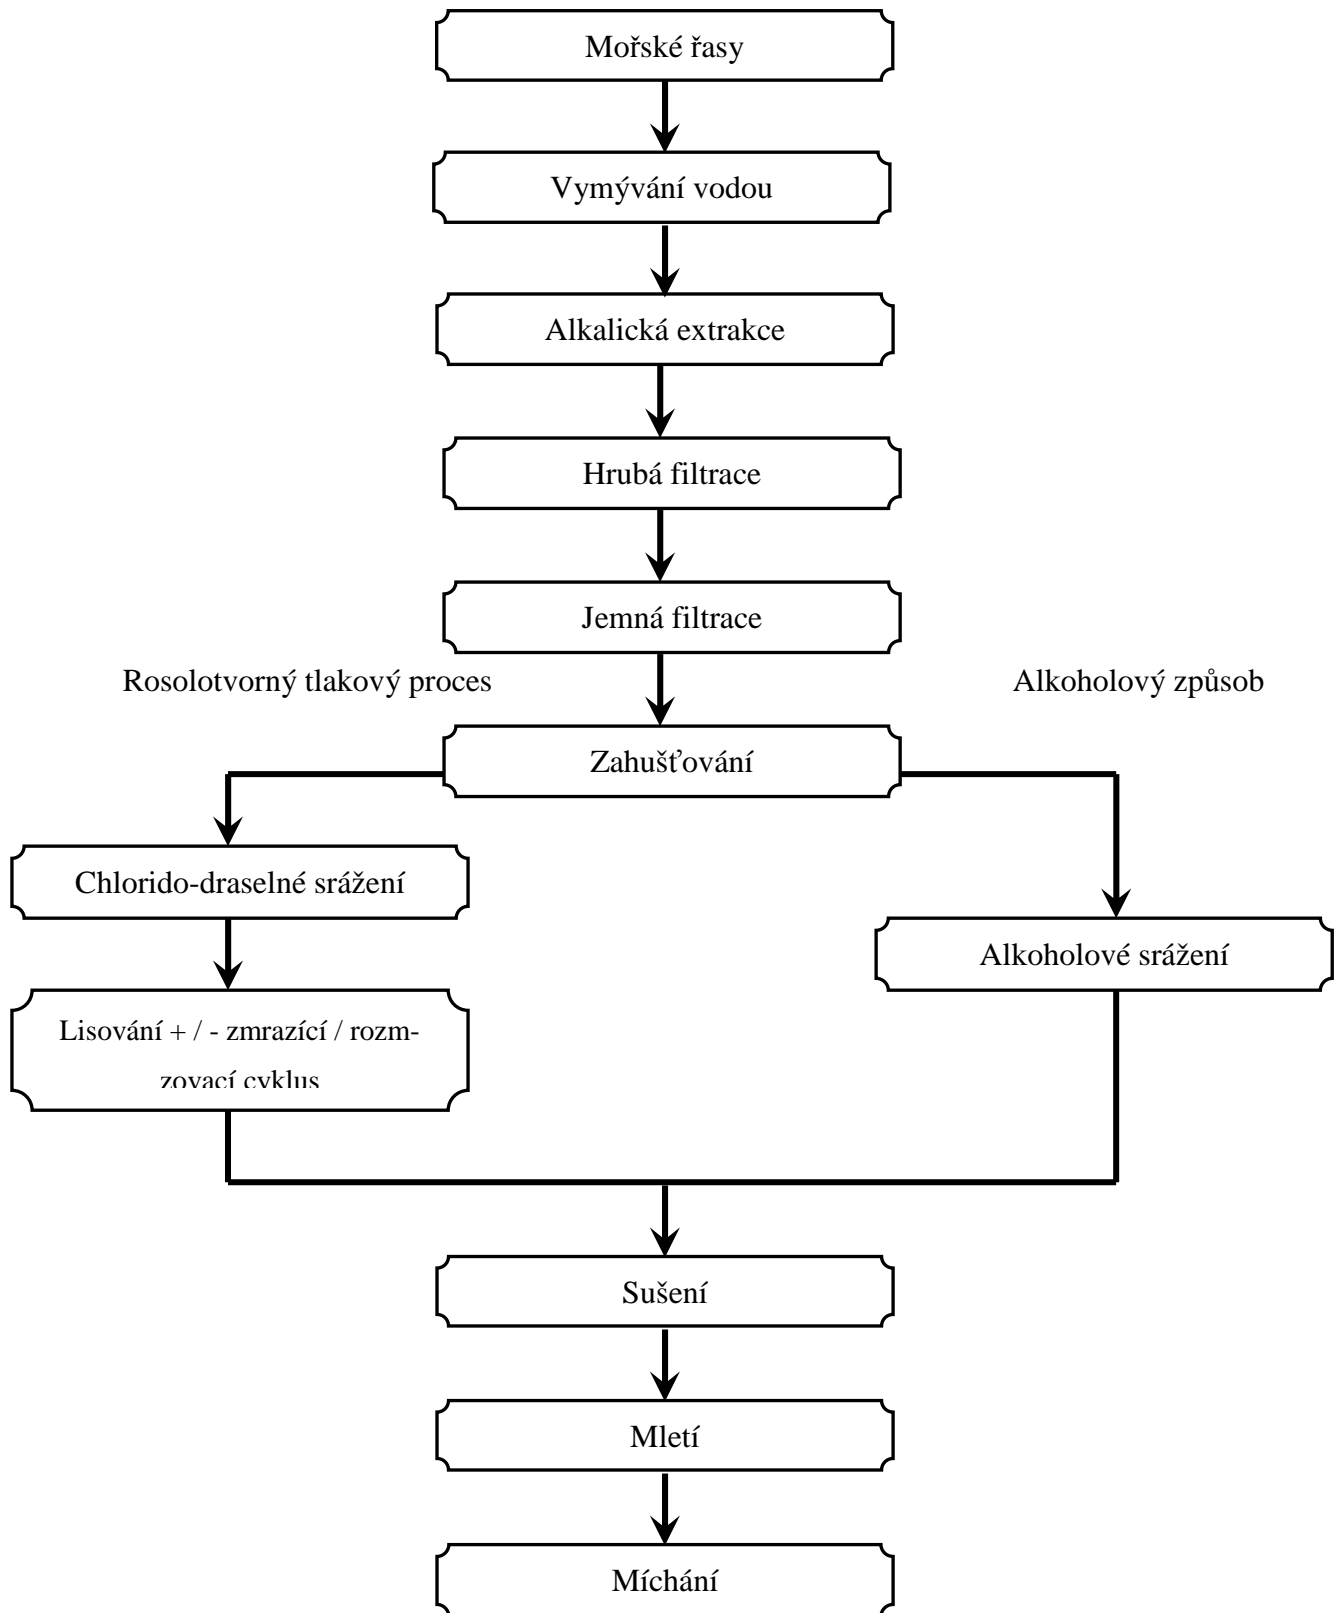 Mořské řasy
Vymývání vodou
Alkalická extrakce
Hrubá filtrace
Jemná filtrace
Rosolotvorný tlakový proces
Alkoholový způsob
Zahušťování
Chlorido-draselné srážení
Alkoholové srážení
Lisování + / - zmrazící / rozm-
zovací cyklus
Sušení
Mletí
Míchání